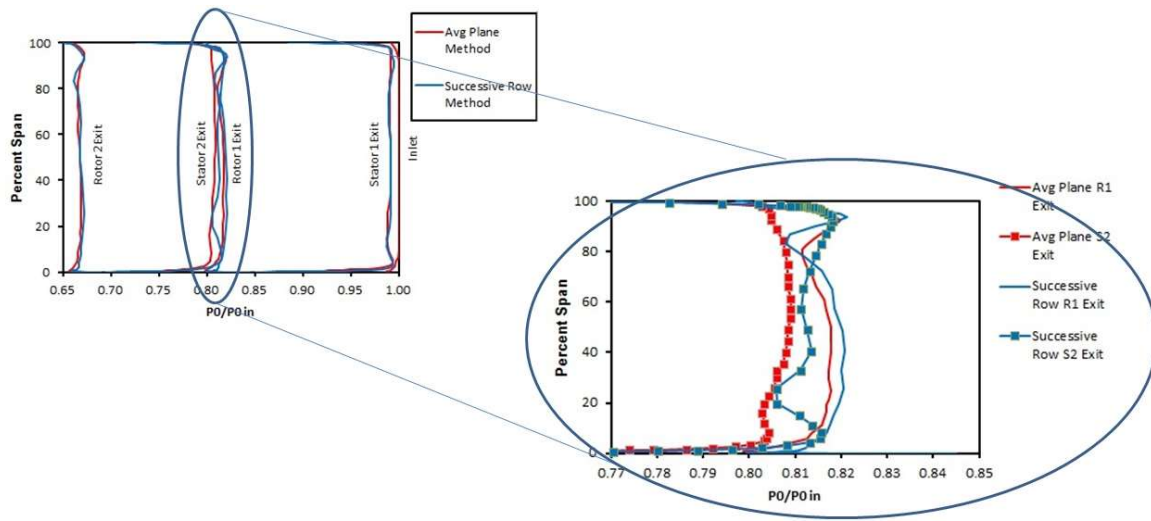 Avg Plane
Method
Successive Row
Method
Percent Span
100
80
60
40
20
0
Rotor 2 Exit
Stator 2 Exit
Rotor 1 Exit
Stator 1 Exit
Inlet
0.65 0.70 0.75 0.80 0.85 0.90 0.95 1.00
P0/P0 in
Percent Span
100
80
60
40
20
0
0.77 0.78 0.79 0.80 0.81 0.82 0.83 0.84 0.85
P0/P0 in
Avg Plane R1
Exit
Avg Plane S2
Exit
Successive
Row R1 Exit
Successive
Row S2 Exit